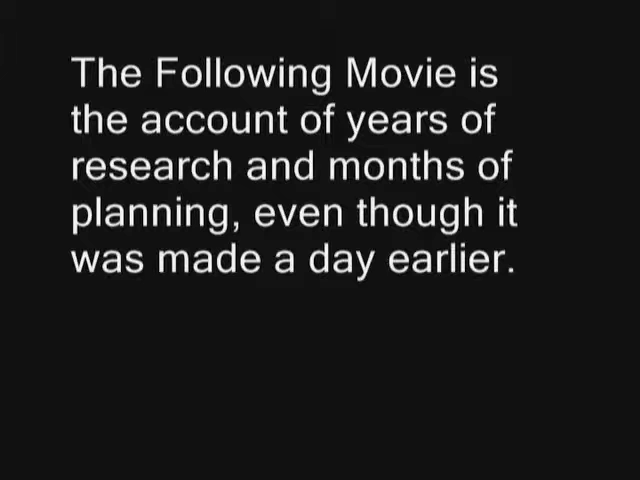 The Following Movie is
the account of years of
research and months of
planning, even though it
was made a day earlier.